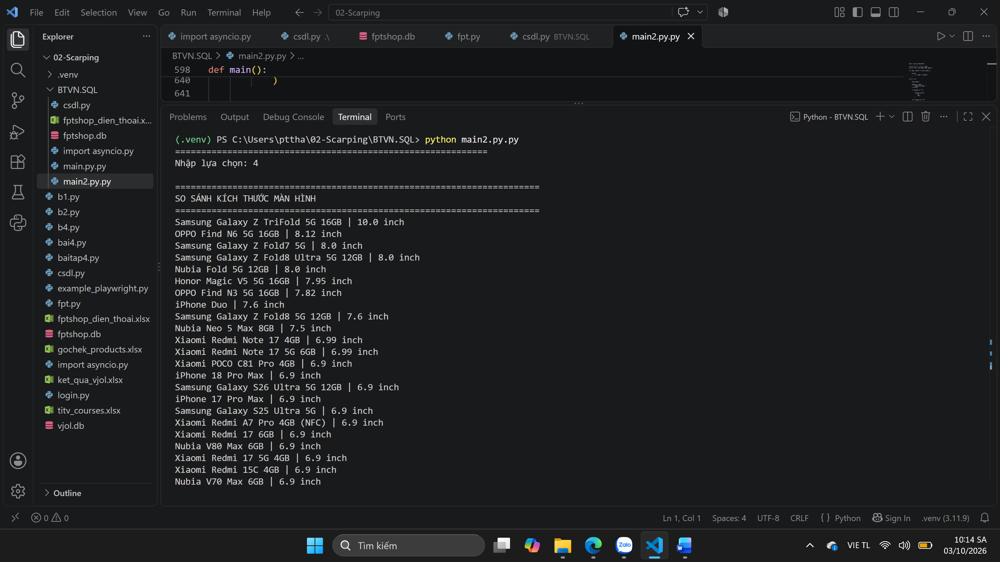 File Edit Selection View Go Run Terminal Help
02-Scarping
Explorer
02-Scarping
.venv
BTVN.SQL
csdl.py
fptshop_dien_thoai.x...
fptshop.db
import asyncio.py
main.py.py
main2.py.py
b1.py
b2.py
b4.py
bai4.py
baitap4.py
csdl.py
example_playwright.py
fpt.py
fptshop_dien_thoai.xlsx
fptshop.db
gochek_products.xlsx
import asyncio.py
ket_qua_vjol.xlsx
login.py
titv_courses.xlsx
vjol.db
Outline
import asyncio.py csdl.py .\ fptshop.db fpt.py csdl.py BTVN.SQL main2.py.py
BTVN.SQL > main2.py.py > ...
598 def main():
640 )
641
Problems Output Debug Console Terminal Ports
Python - BTVN.SQL
(.venv) PS C:\Users\pttha\02-Scarping\BTVN.SQL> python main2.py.py
============================================================
Nhập lựa chọn: 4
======================================================================
SO SÁNH KÍCH THƯỚC MÀN HÌNH
======================================================================
Samsung Galaxy Z TriFold 5G 16GB | 10.0 inch
OPPO Find N6 5G 16GB | 8.12 inch
Samsung Galaxy Z Fold7 5G | 8.0 inch
Samsung Galaxy Z Fold8 Ultra 5G 12GB | 8.0 inch
Nubia Fold 5G 12GB | 8.0 inch
Honor Magic V5 5G 16GB | 7.95 inch
OPPO Find N3 5G 16GB | 7.82 inch
iPhone Duo | 7.6 inch
Samsung Galaxy Z Fold8 5G 12GB | 7.6 inch
Nubia Neo 5 Max 8GB | 7.5 inch
Xiaomi Redmi Note 17 4GB | 6.99 inch
Xiaomi Redmi Note 17 5G 6GB | 6.99 inch
Xiaomi POCO C81 Pro 4GB | 6.9 inch
iPhone 18 Pro Max | 6.9 inch
Samsung Galaxy S26 Ultra 5G 12GB | 6.9 inch
iPhone 17 Pro Max | 6.9 inch
Samsung Galaxy S25 Ultra 5G | 6.9 inch
Xiaomi Redmi A7 Pro 4GB (NFC) | 6.9 inch
Xiaomi Redmi 17 6GB | 6.9 inch
Nubia V80 Max 6GB | 6.9 inch
Xiaomi Redmi 17 5G 4GB | 6.9 inch
Xiaomi Redmi 15C 4GB | 6.9 inch
Nubia V70 Max 6GB | 6.9 inch
0 0
Ln 1, Col 1 Spaces: 4 UTF-8 CRLF {} Python Sign In .venv (3.11.9)
Tìm kiếm
Zalo
VIE TL
10:14 SA
03/10/2026